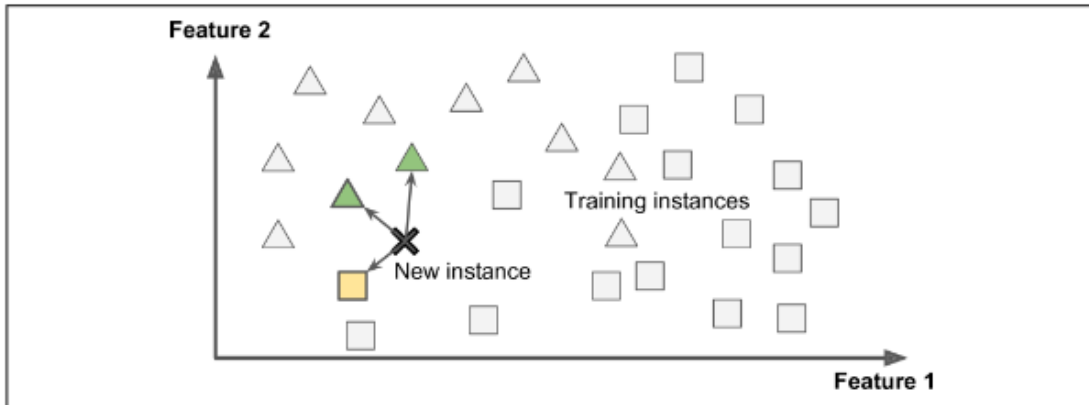 Feature 2
Training instances
New instance
Feature 1